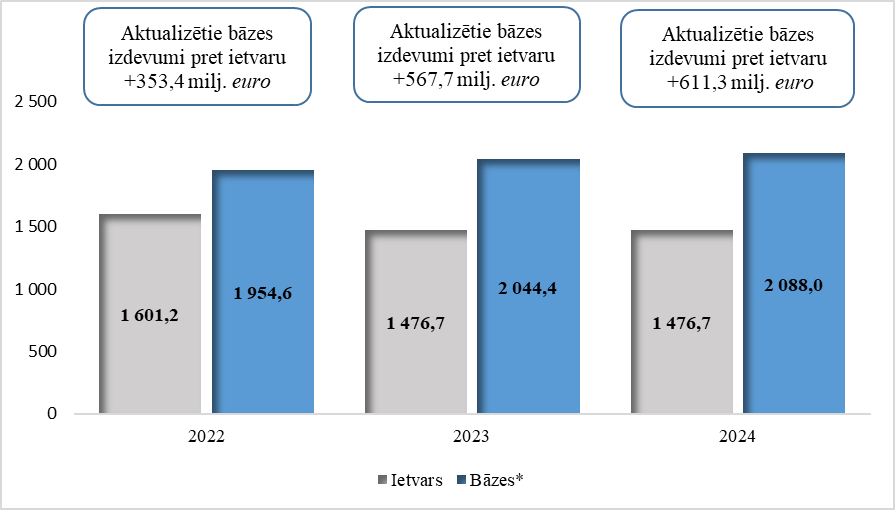 Aktualizētie bāzes
izdevumi pret ietvaru
+353,4 milj. euro
Aktualizētie bāzes
izdevumi pret ietvaru
+567,7 milj. euro
Aktualizētie bāzes
izdevumi pret ietvaru
+611,3 milj. euro
2 500
2 000
1 500
1 000
500
0
1 601,2
1 954,6
1 476,7
2 044,4
1 476,7
2 088,0
2022
2023
2024
Ietvars
Bāzes*